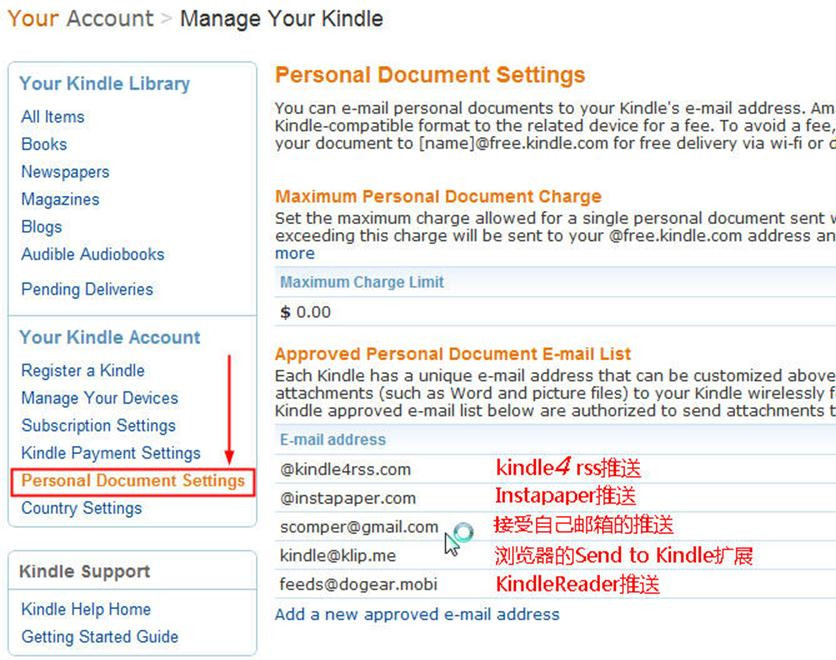 Your Account > Manage Your Kindle
Your Kindle Library
All Items
Books
Newspapers
Magazines
Blogs
Audible Audiobooks
Pending Deliveries
Your Kindle Account
Register a Kindle
Manage Your Devices
Subscription Settings
Kindle Payment Settings
Personal Document Settings
Country Settings
Kindle Support
Kindle Help Home
Getting Started Guide
Personal Document Settings
You can e-mail personal documents to your Kindle's e-mail address. Am
Kindle-compatible format to the related device for a fee. To avoid a fee,
your document to [name]@free.kindle.com for free delivery via wi-fi or
Maximum Personal Document Charge
Set the maximum charge allowed for a single personal document sent
exceeding this charge will be sent to your @free.kindle.com address an
more
Maximum Charge Limit
$ 0.00
Approved Personal Document E-mail List
Each Kindle has a unique e-mail address that can be customized above
attachments (such as Word and picture files) to your Kindle wirelessly f
Kindle approved e-mail list below are authorized to send attachments t
E-mail address
@kindle4rss.com kindle4 rss推送
@instapaper.com Instapaper推送
scomper@gmail.com 接受自己邮箱的推送
kindle@klip.me 浏览器的Send to Kindle扩展
feeds@dogear.mobi KindleReader推送
Add a new approved e-mail address